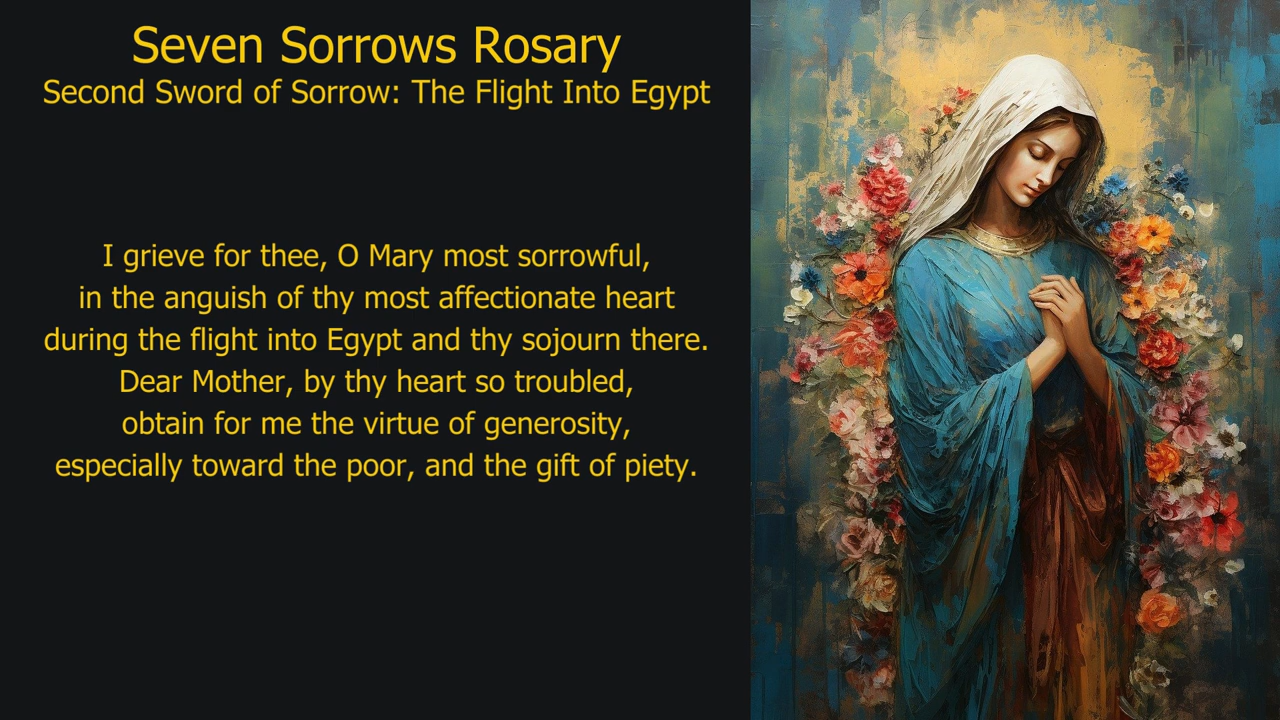 Seven Sorrows Rosary
Second Sword of Sorrow: The Flight Into Egypt
I grieve for thee, O Mary most sorrowful,
in the anguish of thy most affectionate heart
during the flight into Egypt and thy sojourn there.
Dear Mother, by thy heart so troubled,
obtain for me the virtue of generosity,
especially toward the poor, and the gift of piety.